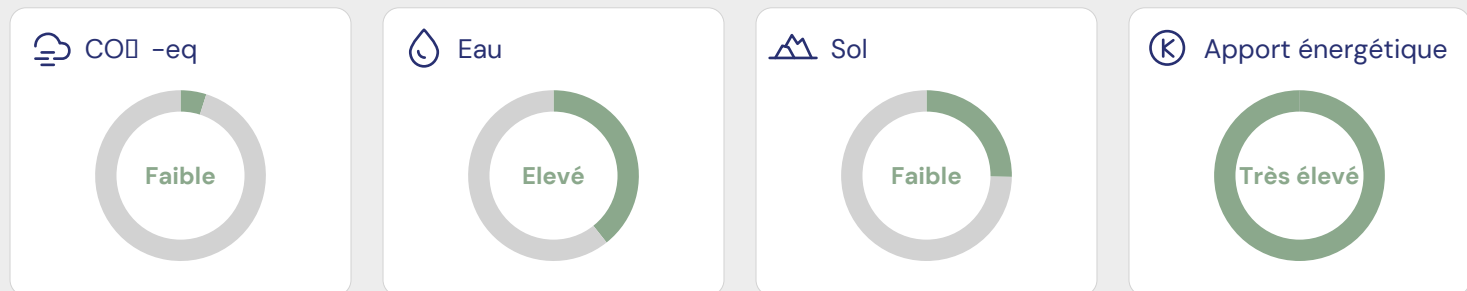 CO▯ -eq
Eau
Sol
Apport énergétique
Faible
Elevé
Faible
Très élevé